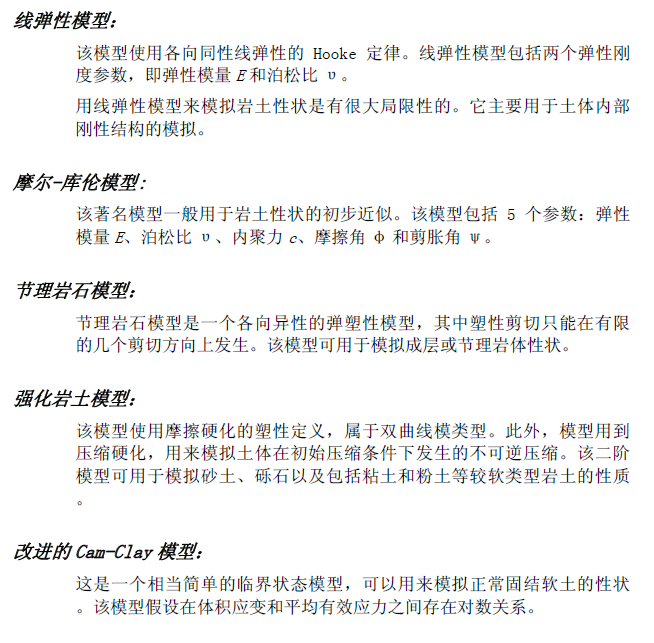 线弹性模型：
该模型使用各向同性线弹性的 Hooke 定律。线弹性模型包括两个弹性刚
度参数，即弹性模量 E和泊松比 υ。
用线弹性模型来模拟岩土性状是有很大局限性的。它主要用于土体内部
刚性结构的模拟。
摩尔-库伦模型:
该著名模型一般用于岩土性状的初步近似。该模型包括 5 个参数：弹性
模量 E、泊松比 υ、内聚力 c、摩擦角 φ 和剪胀角 ψ。
节理岩石模型：
节理岩石模型是一个各向异性的弹塑性模型，其中塑性剪切只能在有限
的几个剪切方向上发生。该模型可用于模拟成层或节理岩体性状。
强化岩土模型：
该模型使用摩擦硬化的塑性定义，属于双曲线模类型。此外，模型用到
压缩硬化，用来模拟土体在初始压缩条件下发生的不可逆压缩。该二阶
模型可用于模拟砂土、砾石以及包括粘土和粉土等较软类型岩土的性质
。
改进的 Cam-Clay 模型：
这是一个相当简单的临界状态模型，可以用来模拟正常固结软土的性状
。该模型假设在体积应变和平均有效应力之间存在对数关系。